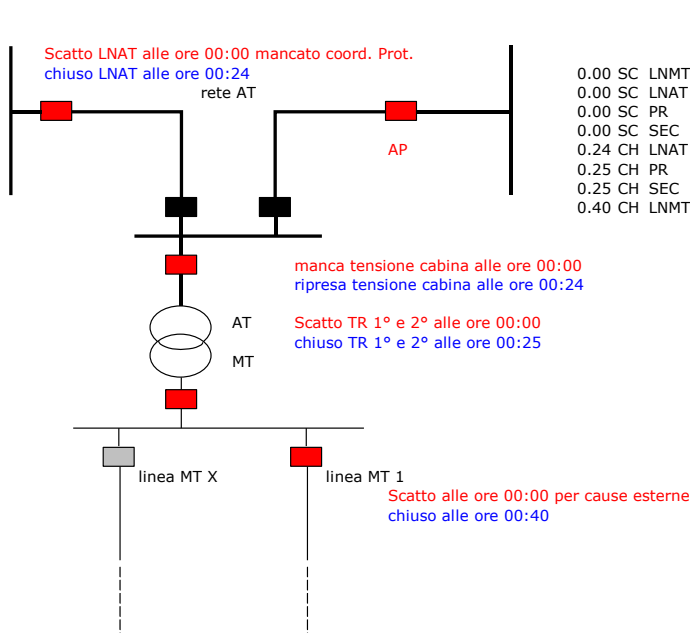 Scatto LNAT alle ore 00:00 mancato coord. Prot.
chiuso LNAT alle ore 00:24
rete AT
AP
0.00 SC LNMT
0.00 SC LNAT
0.00 SC PR
0.00 SC SEC
0.24 CH LNAT
0.25 CH PR
0.25 CH SEC
0.40 CH LNMT
manca tensione cabina alle ore 00:00
ripresa tensione cabina alle ore 00:24
AT
Scatto TR 1° e 2° alle ore 00:00
chiuso TR 1° e 2° alle ore 00:25
MT
linea MT X
linea MT 1
Scatto alle ore 00:00 per cause esterne
chiuso alle ore 00:40